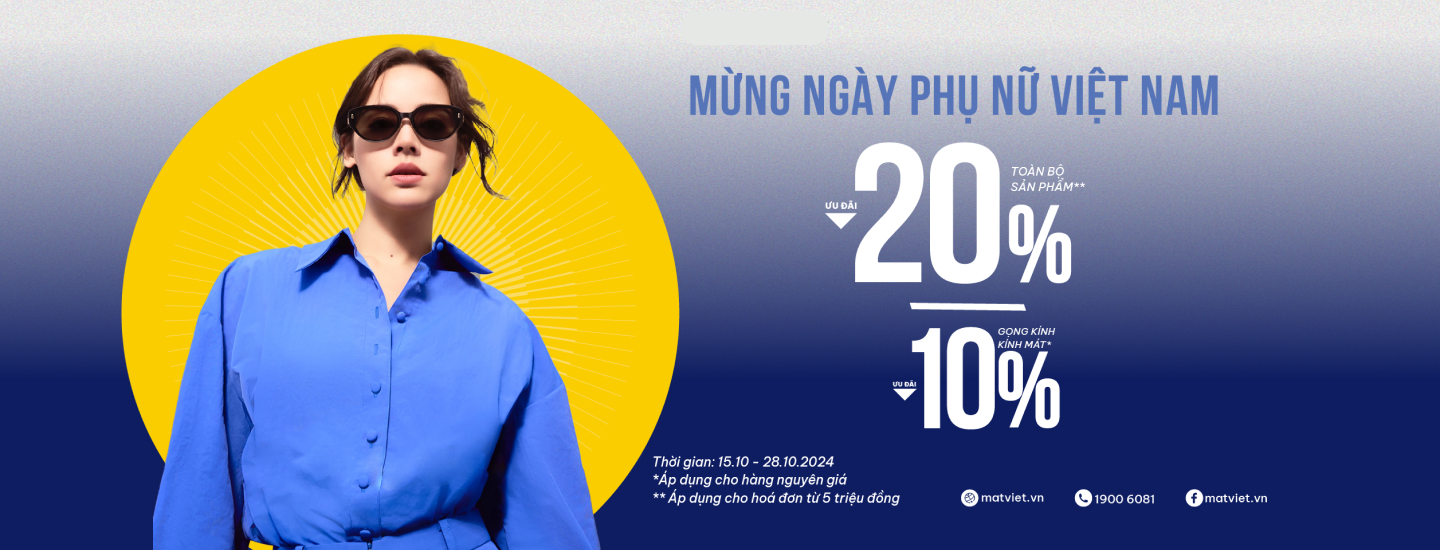 MỪNG NGÀY PHỤ NỮ VIỆT NAM
ƯU ĐÃI
20%
TOÀN BỘ
SẢN PHẨM**
ƯU ĐÃI
10%
GỌNG KÍNH
KÍNH MÁT*
Thời gian: 15.10 - 28.10.2024
*Áp dụng cho hàng nguyên giá
** Áp dụng cho hoá đơn từ 5 triệu đồng
matviet.vn
1900 6081
matviet.vn